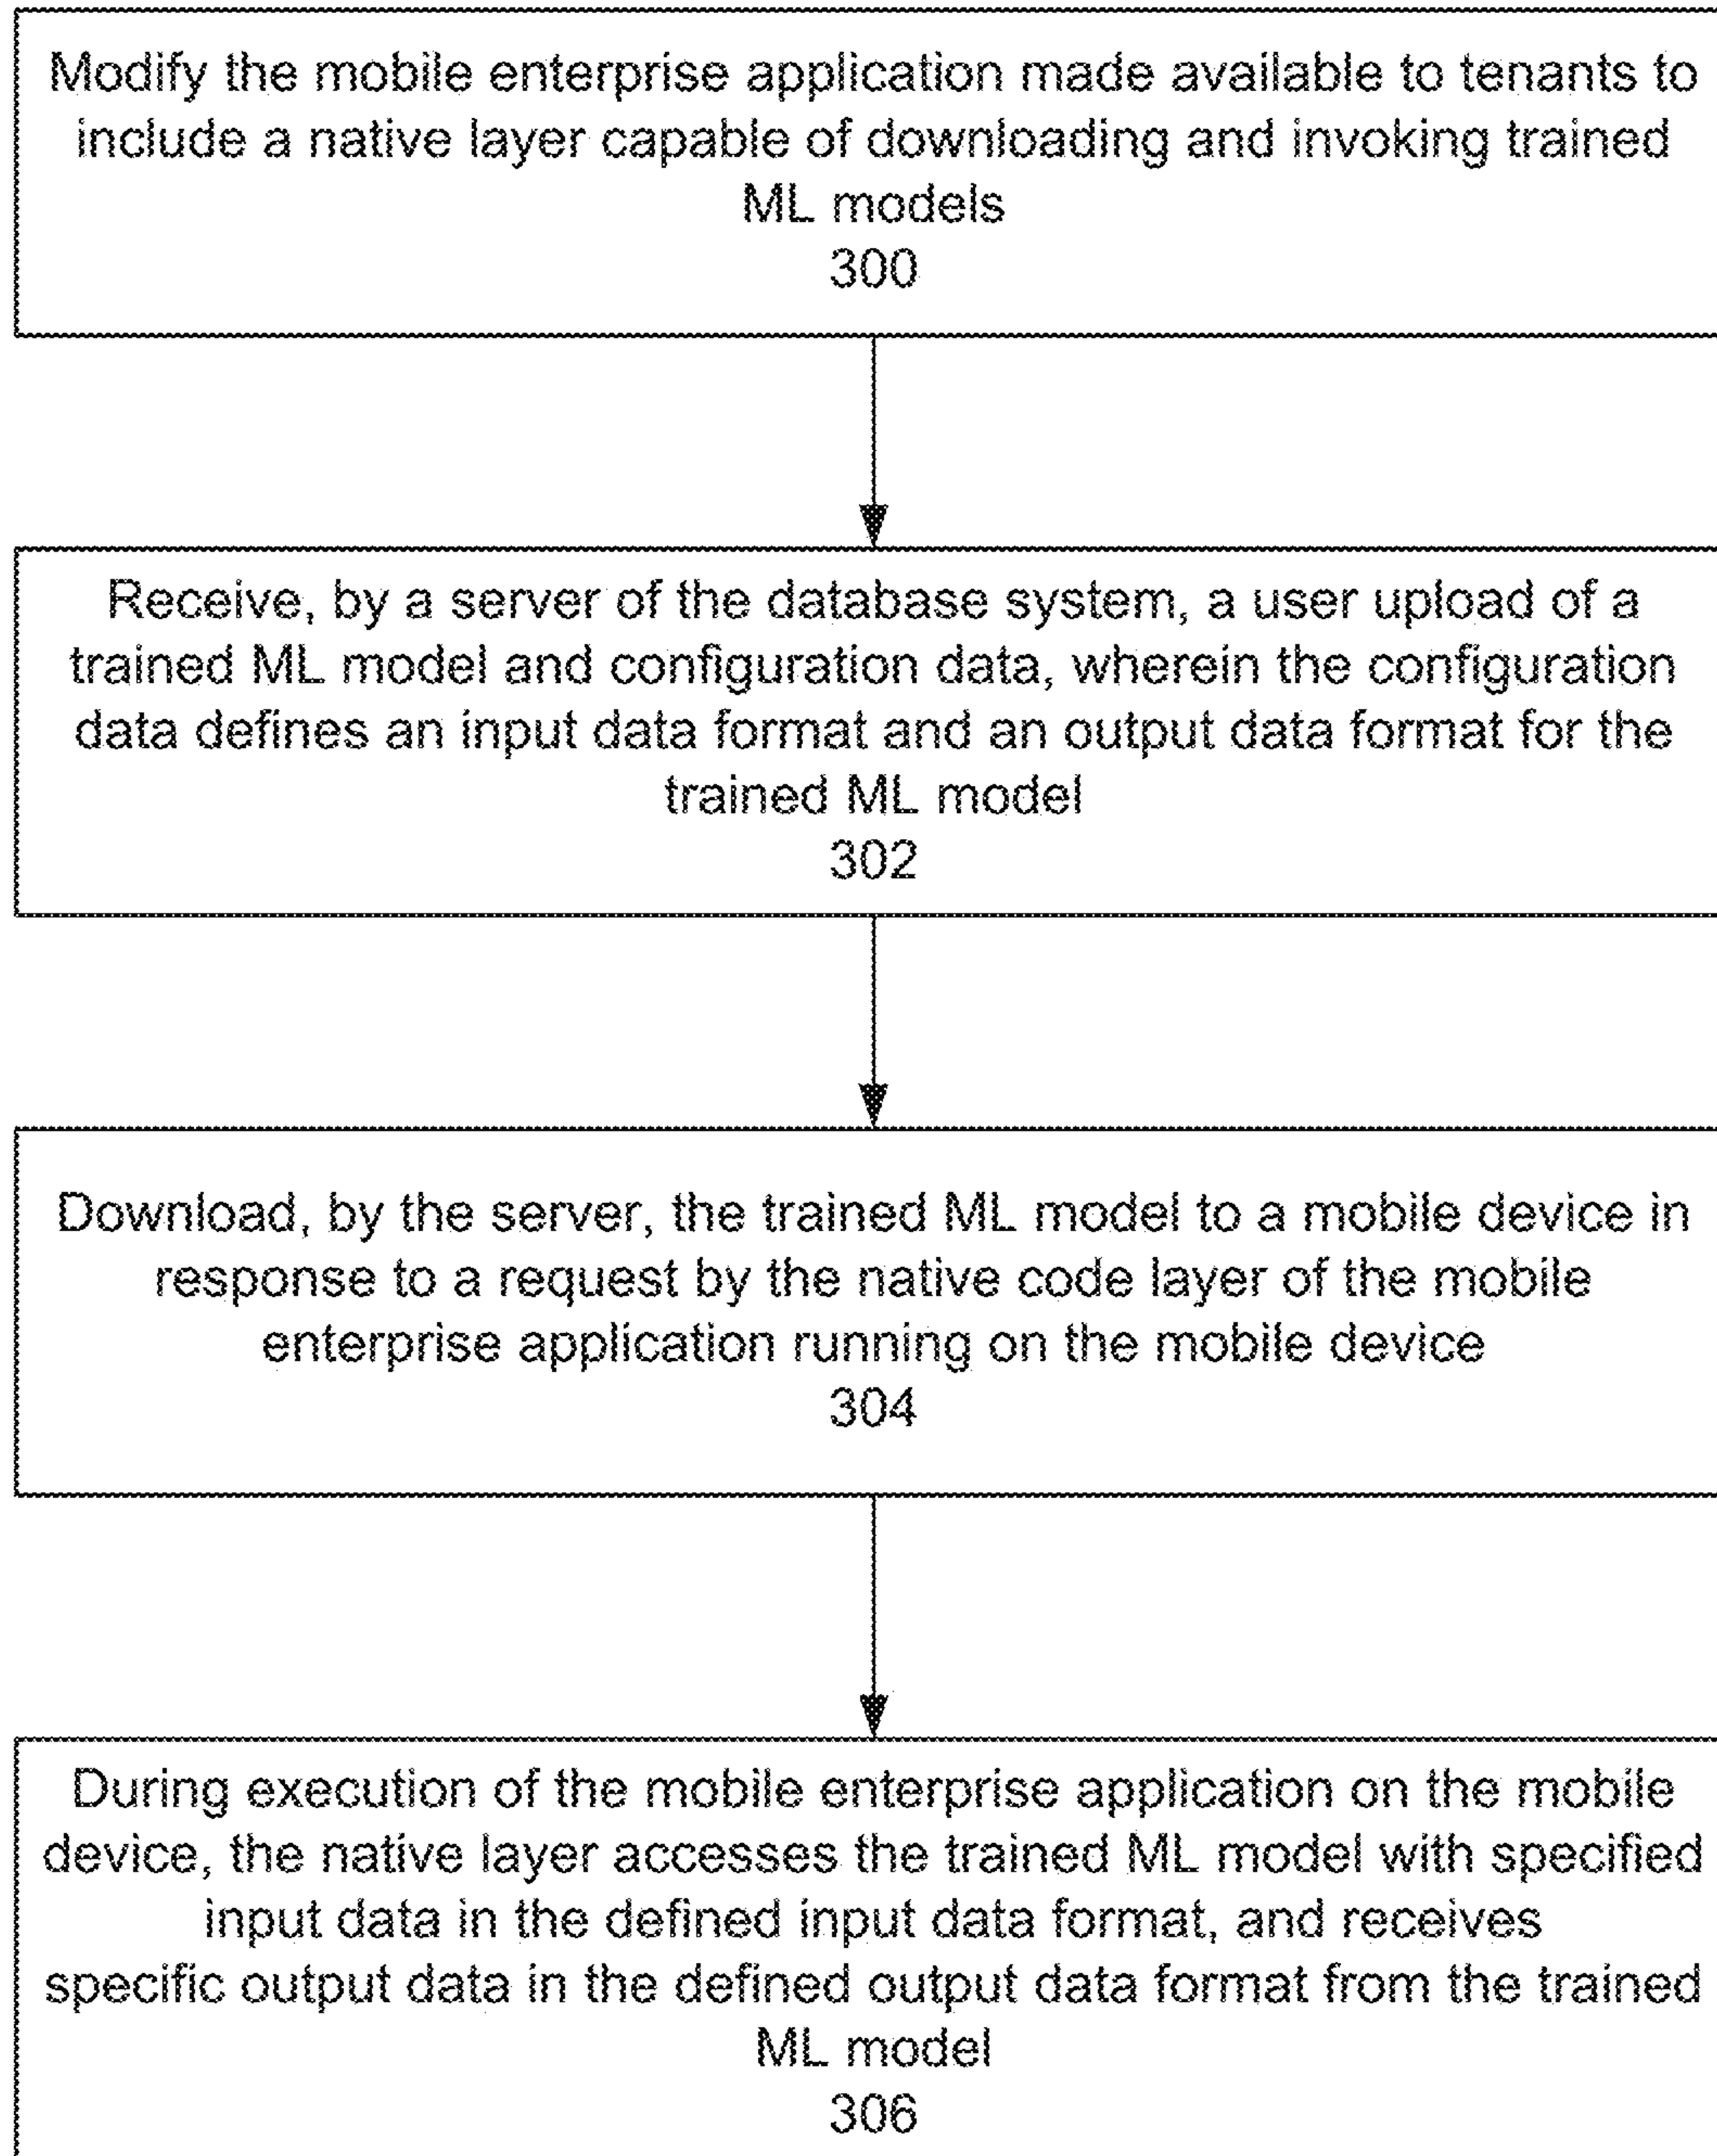 Modify the mobile enterprise application made available to tenants to
include a native layer capable of downloading and invoking trained
ML models
300
Receive, by a server of the database system, a user upload of a
trained ML model and configuration data, wherein the configuration
data defines an input data format and an output data format for the
trained ML model
302
Download, by the server, the trained ML model to a mobile device in
response to a request by the native code layer of the mobile
enterprise application running on the mobile device
304
During execution of the mobile enterprise application on the mobile
device, the native layer accesses the trained ML model with specified
input data in the defined input data format, and receives
specific output data in the defined output data format from the trained
ML model
306